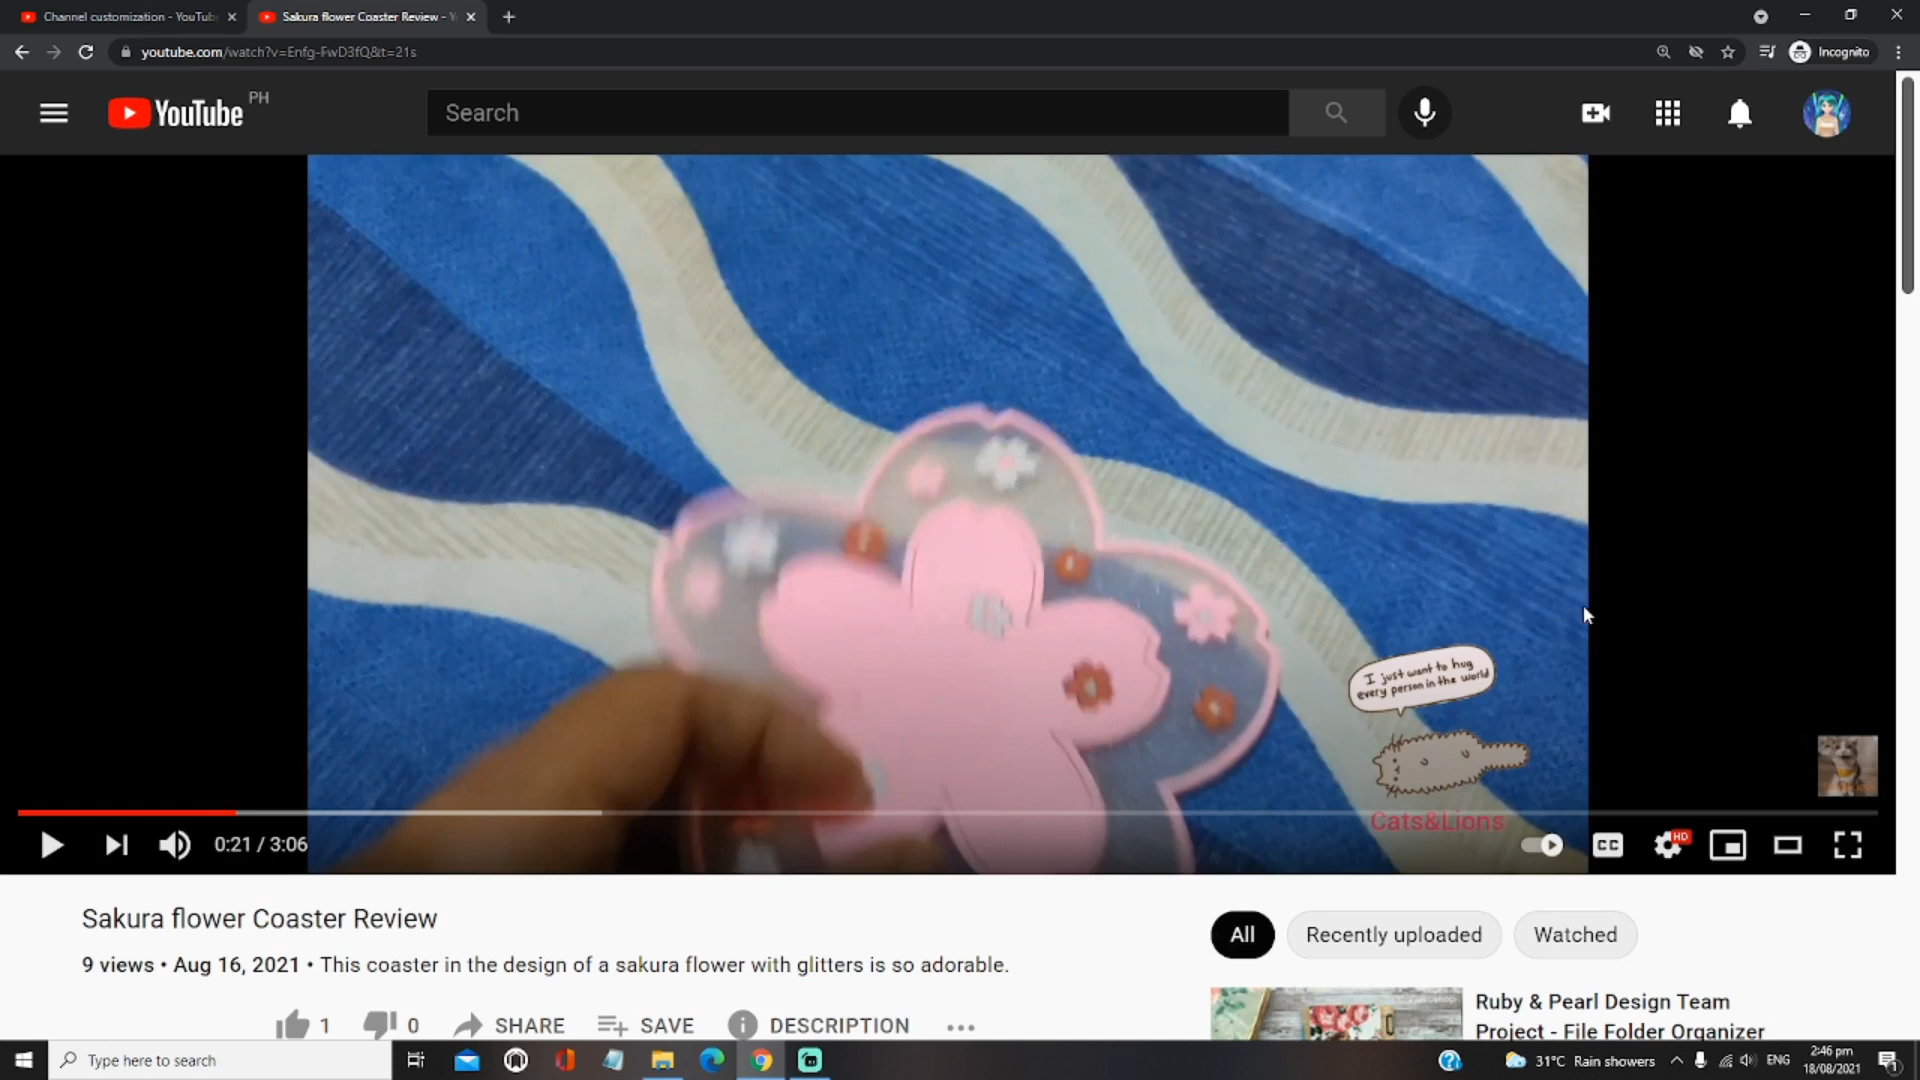 Channel customization - YouTub
Sakura flower Coaster Review - Y
youtube.com/watch?v=Enfg-FwD3fQ&t=21s
Incognito
YouTube PH
Search
I just want to hug
every person in the world
Cats&Lions
0:21 / 3:06
CC
HD
Sakura flower Coaster Review
9 views • Aug 16, 2021 • This coaster in the design of a sakura flower with glitters is so adorable.
1
0
SHARE
SAVE
DESCRIPTION
All
Recently uploaded
Watched
Ruby & Pearl Design Team
Project - File Folder Organizer
Type here to search
31°C Rain showers
ENG
2:46 pm
18/08/2021
1